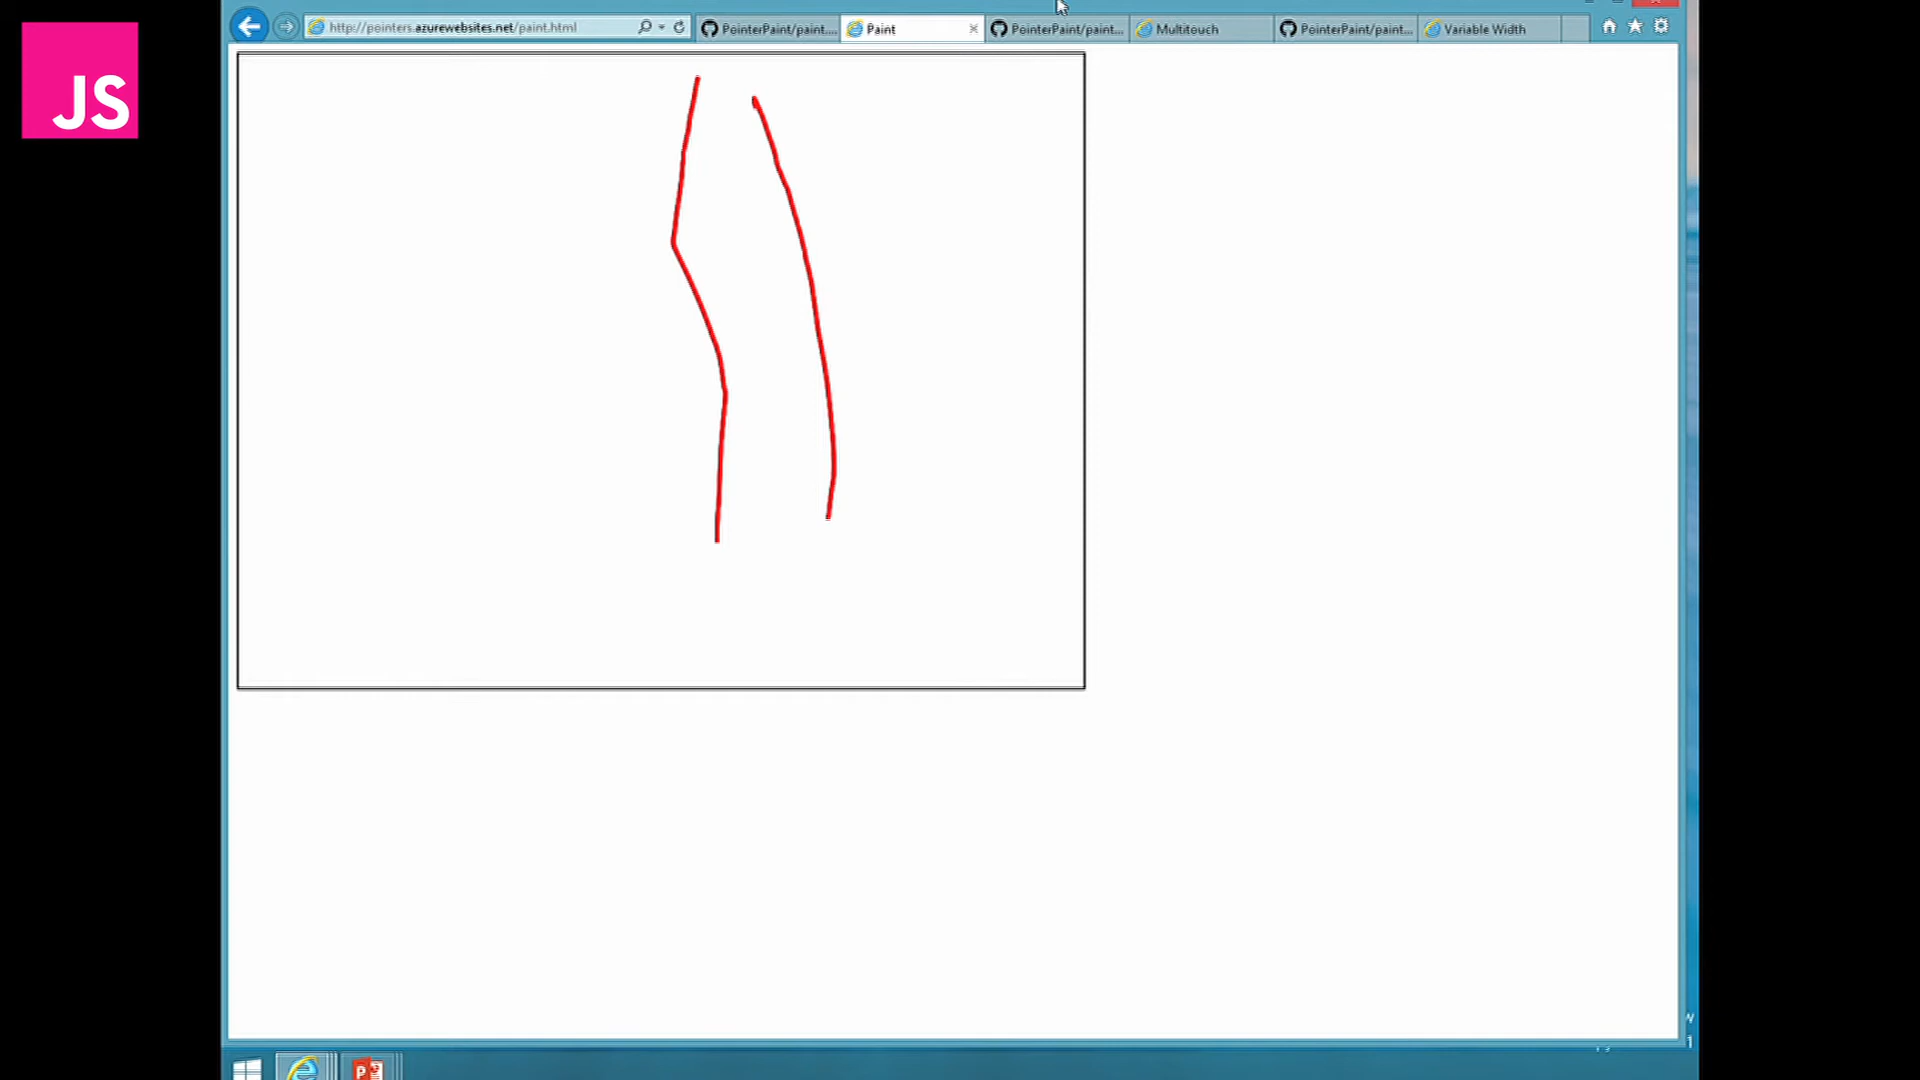 JS
http://pointers.azurewebsites.net/paint.html
PointerPaint/paint....
Paint
PointerPaint/paint...
Multitouch
PointerPaint/paint...
Variable Width